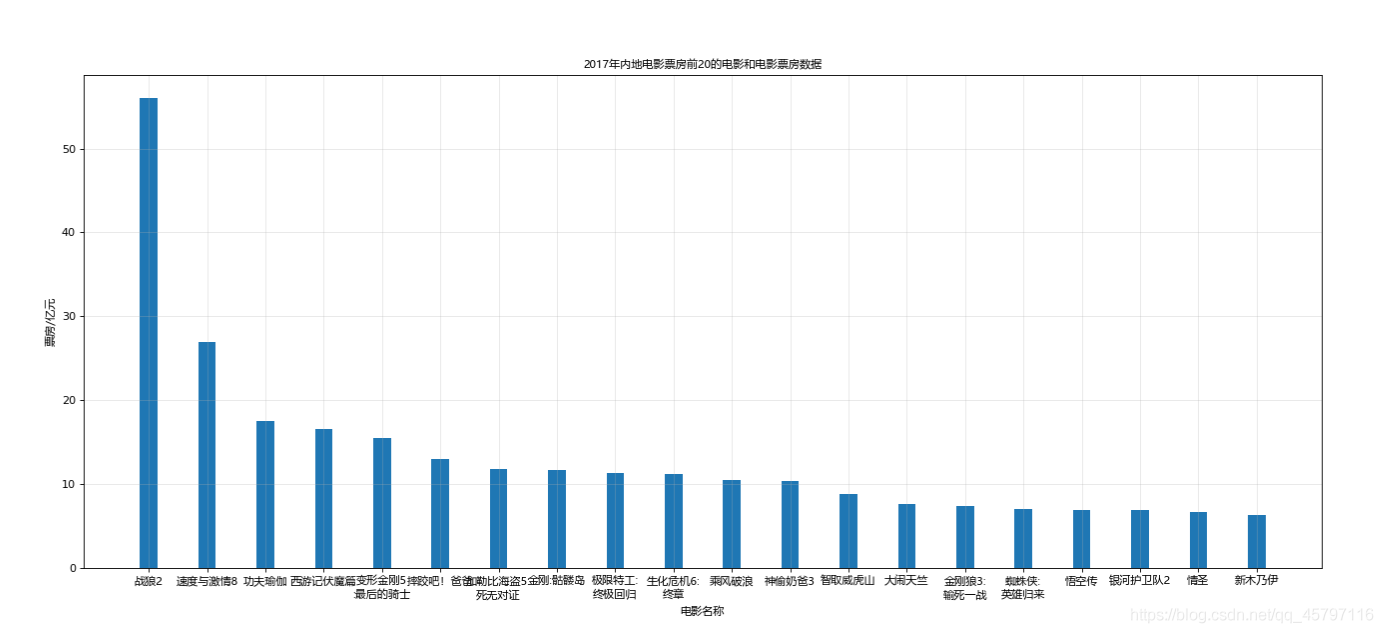 2017年内地电影票房前20的电影和电影票房数据
50
40
30
20
10
0
票房/亿元
战狼2
速度与激情8
功夫瑜伽
西游记伏魔篇
变形金刚5:
最后的骑士
摔跤吧！爸爸
加勒比海盗5:
死无对证
金刚:骷髅岛
极限特工:
终极回归
生化危机6:
终章
乘风破浪
神偷奶爸3
智取威虎山
大闹天竺
金刚狼3:
输死一战
蜘蛛侠:
英雄归来
悟空传
银河护卫队2
情圣
新木乃伊
电影名称
https://blog.csdn.net/qq_45797116